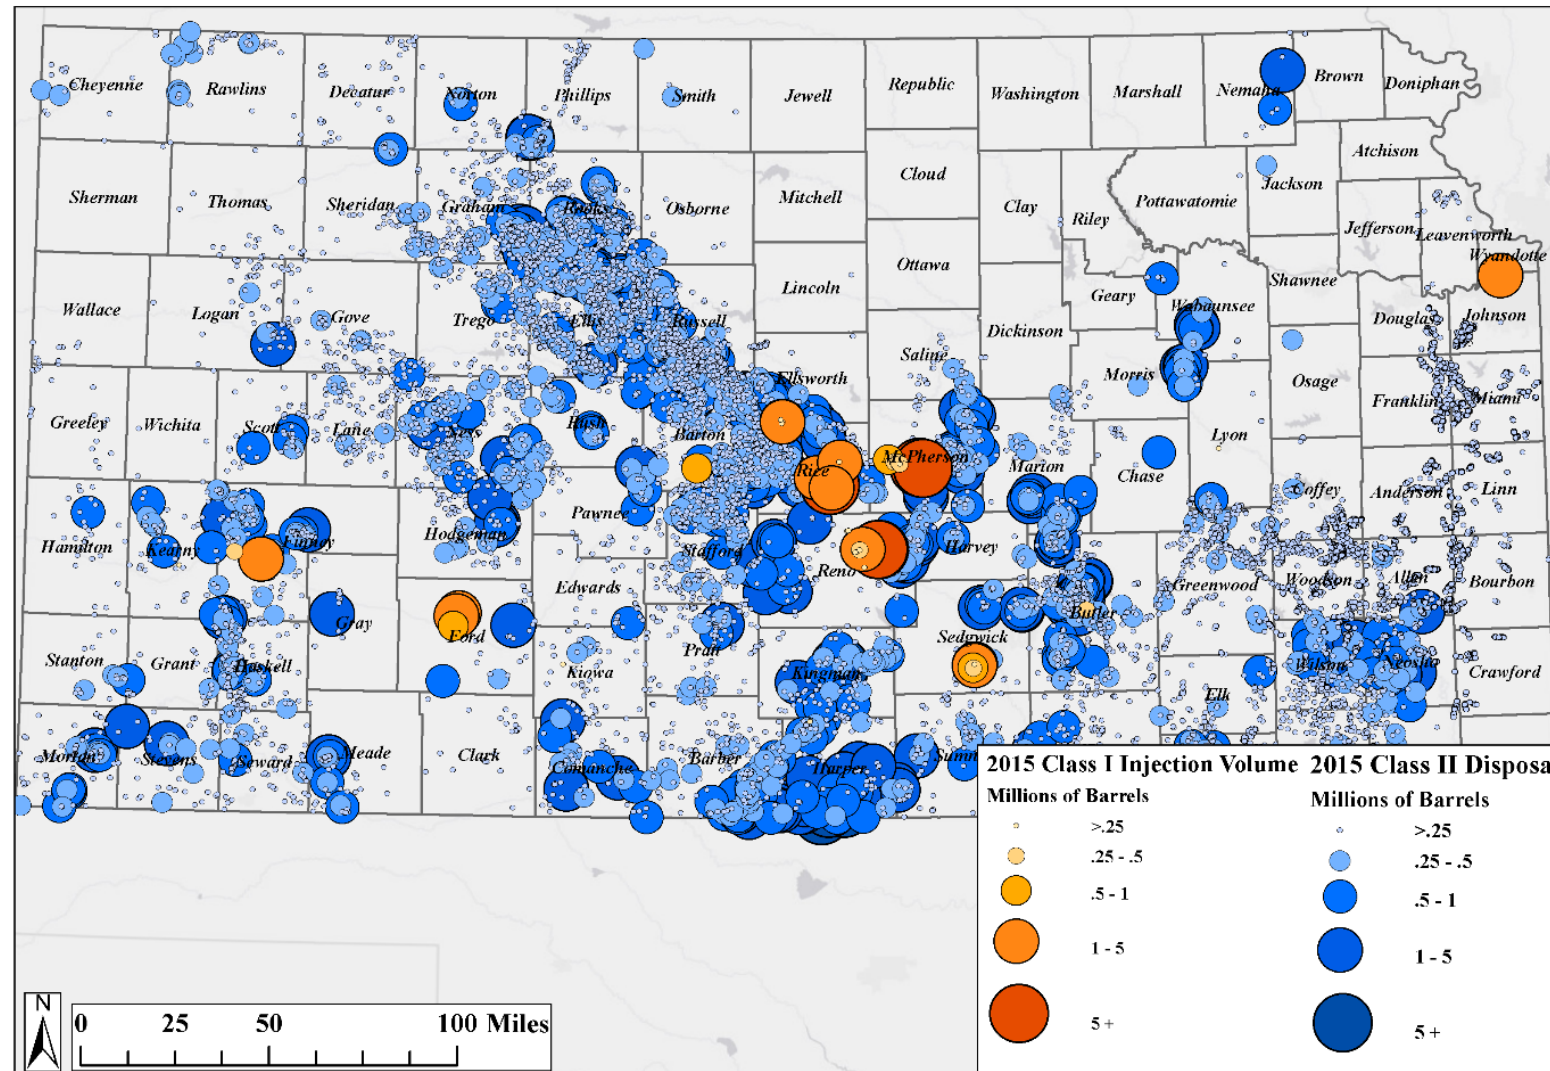 Cheyenne
Rawlins
Decatur
Norton
Phillips
Smith
Jewell
Republic
Washington
Marshall
Nemaha
Brown
Doniphan
Sherman
Thomas
Sheridan
Graham
Rooks
Osborne
Mitchell
Cloud
Clay
Riley
Pottawatomie
Jackson
Atchison
Jefferson
Leavenworth
Wyandotte
Wallace
Logan
Gove
Trego
Ellis
Russell
Lincoln
Ottawa
Dickinson
Geary
Wabaunsee
Shawnee
Douglas
Johnson
Greeley
Wichita
Scott
Lane
Ness
Rush
Barton
Ellsworth
Saline
Morris
Osage
Franklin
Miami
Rice
McPherson
Marion
Chase
Lyon
Coffey
Anderson
Linn
Hamilton
Kearny
Finney
Hodgeman
Pawnee
Stafford
Reno
Harvey
Edwards
Greenwood
Woodson
Allen
Bourbon
Gray
Ford
Pratt
Sedgwick
Butler
Stanton
Grant
Haskell
Kiowa
Kingman
Elk
Wilson
Neosho
Crawford
Morton
Stevens
Seward
Meade
Clark
Comanche
Barber
Harper
Sumn
2015 Class I Injection Volume
Millions of Barrels
>.25
.25 - .5
.5 - 1
1 - 5
5 +
2015 Class II Disposa
Millions of Barrels
>.25
.25 - .5
.5 - 1
1 - 5
5 +
N
0 25 50 100 Miles